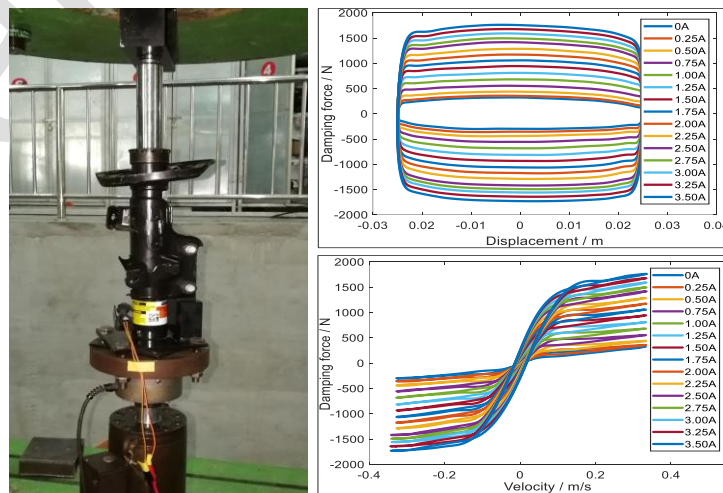 4
2000
1500
1000
500
0
-500
-1000
-1500
2000
Damping force / N
-0.03 0.02 0.01 0 0.01 0.02 0.03 0.04
Displacement / m
0A
0.25A
0.50A
0.75A
1.00A
1.25A
1.50A
1.75A
2.00A
2.25A
2.50A
2.75A
3.00A
3.25A
3.50A
2000
1500
1000
500
0
-500
-1000
-1500
-2000
Damping force / N
-0.4 -0.2 0 0.2 0.4
Velocity / m/s
0A
0.25A
0.50A
0.75A
1.00A
1.25A
1.50A
1.75A
2.00A
2.25A
2.50A
2.75A
3.00A
3.25A
3.50A